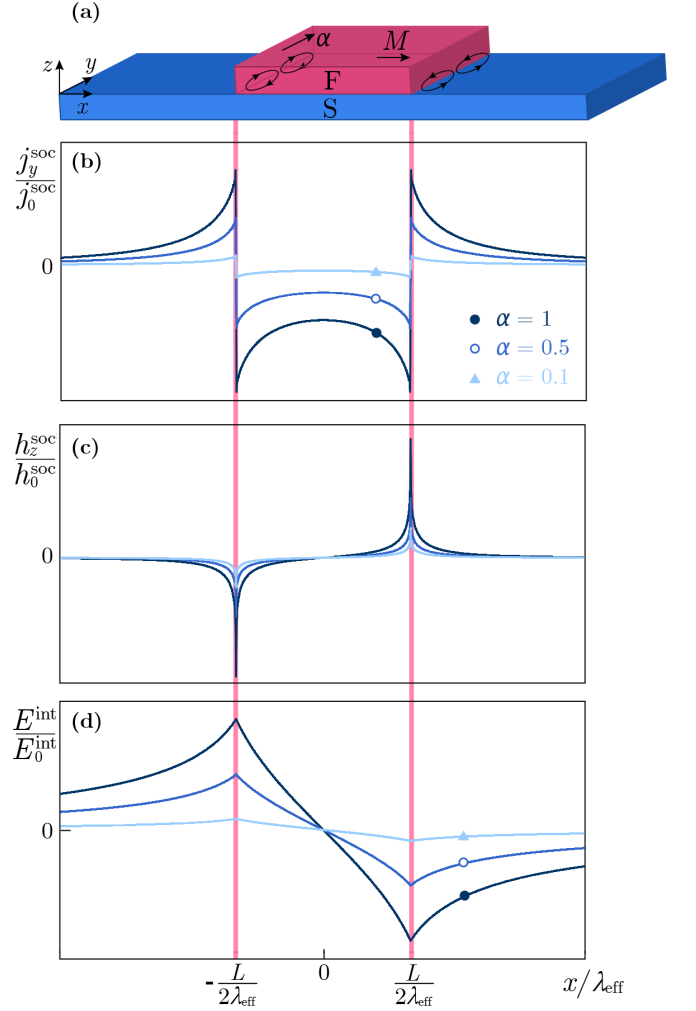 (a)
z y x α M F S
(b)
j_y^soc / j_0^soc
0
α = 1
α = 0.5
α = 0.1
(c)
h_z^soc / h_0^soc
0
(d)
E^int / E_0^int
0
-L/2λ_eff 0 L/2λ_eff x/λ_eff